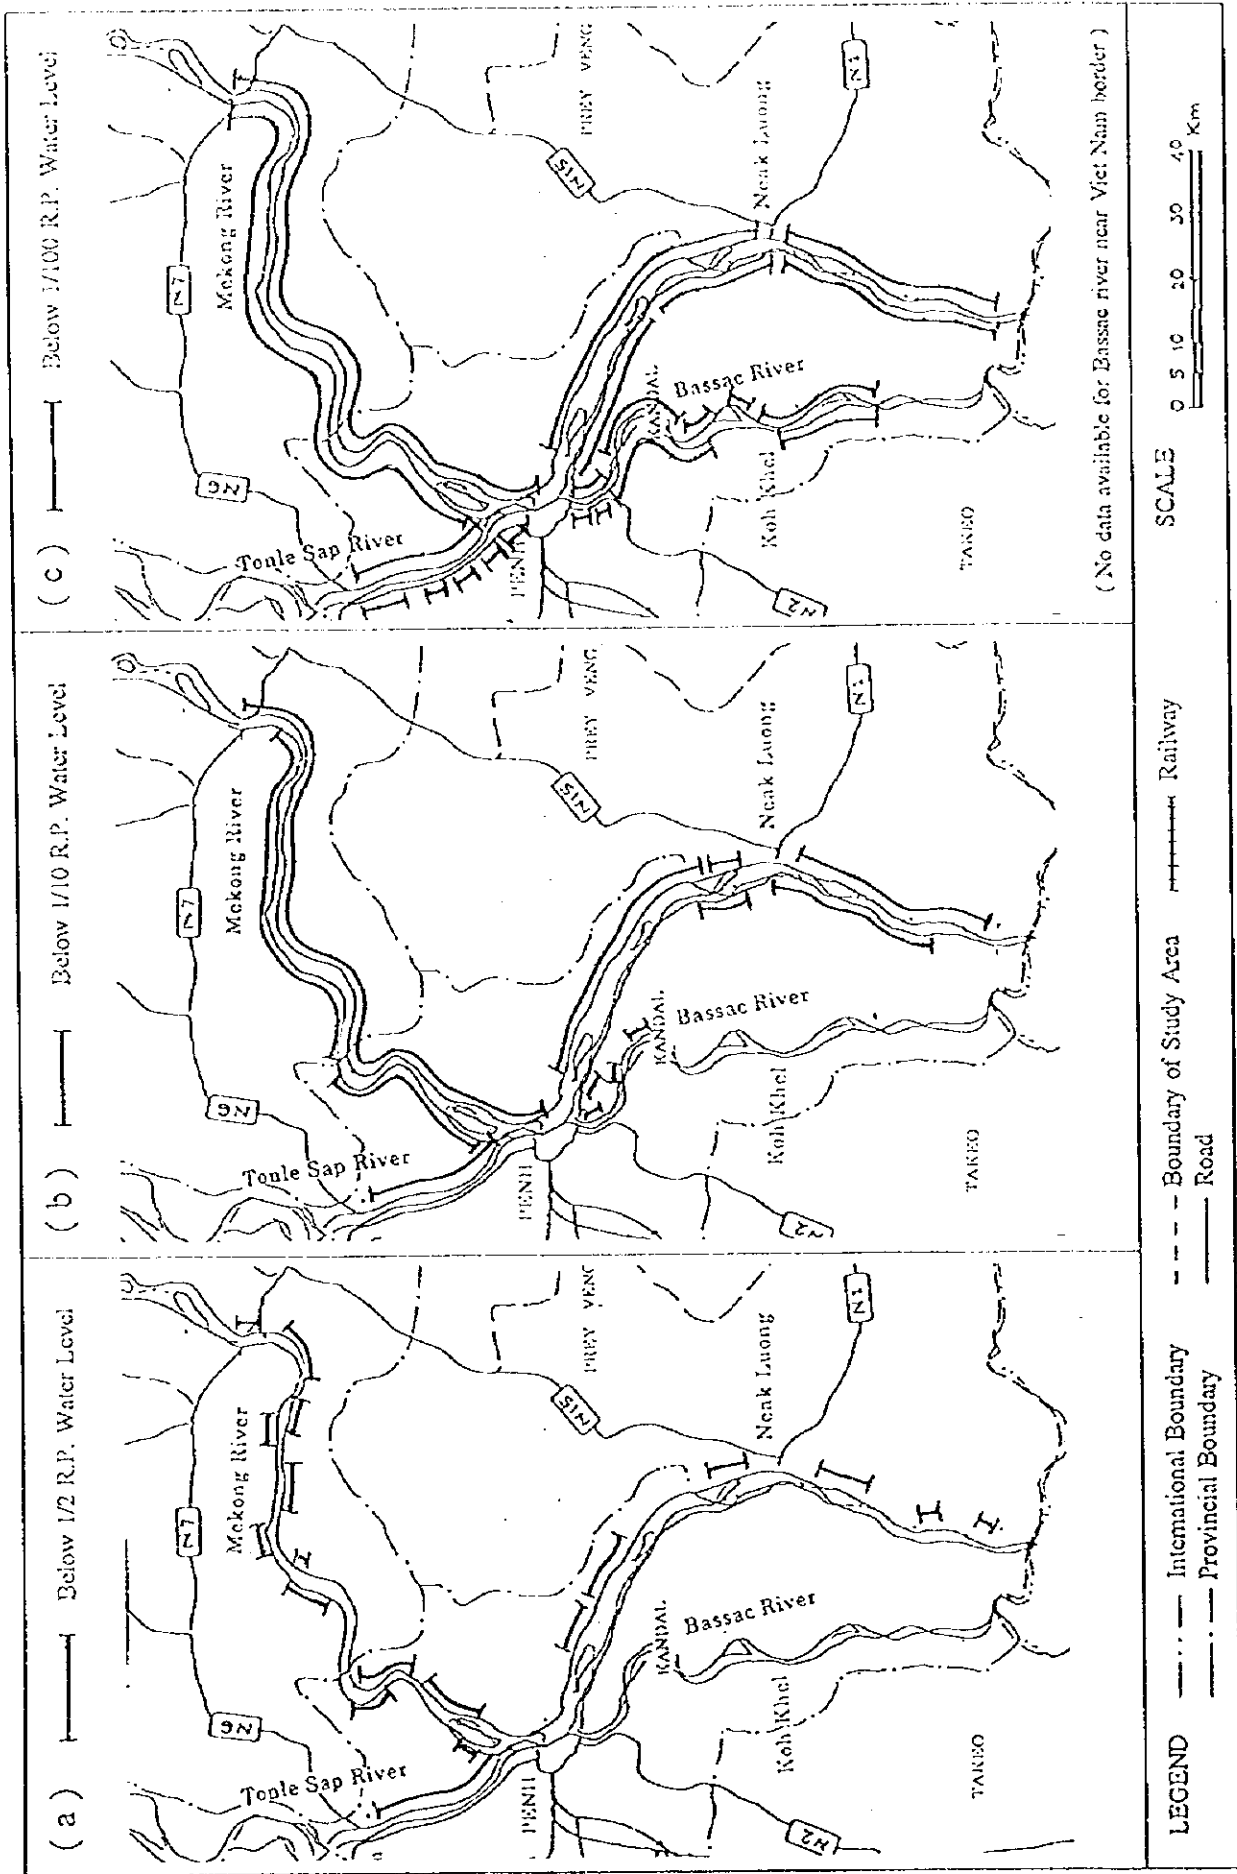 (a)
Below 1/2 R.P. Water Level
N7
Mekong River
N6
Tonle Sap River
PENH
PREY VENG
N15
Neak Luong
N1
KANDAL
Bassac River
Koh Khel
N2
TAKEO
(b)
Below 1/10 R.P. Water Level
N7
Mekong River
N6
Tonle Sap River
PENH
PREY VENG
N15
Neak Luong
N1
KANDAL
Bassac River
Koh Khel
N2
TAKEO
(c)
Below 1/100 R.P. Water Level
N7
Mekong River
N6
Tonle Sap River
PENH
PREY VENG
N15
Neak Luong
N1
KANDAL
Bassac River
Koh Khel
N2
TAKEO
( No data available for Bassac river near Viet Nam border )
LEGEND
International Boundary
Boundary of Study Area
Railway
Provincial Boundary
Road
SCALE
0 5 10 20 30 40 Km